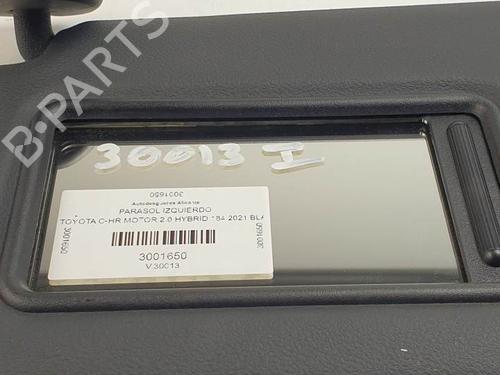 B-PARTS
30013 I
3001650
Autodesguaces Alicante
PARASOL IZQUIERDO
TOYOTA C-HR MOTOR 2.0 HYBRID 184 2021 BLA
3001650
3001650
3001650
V.30013